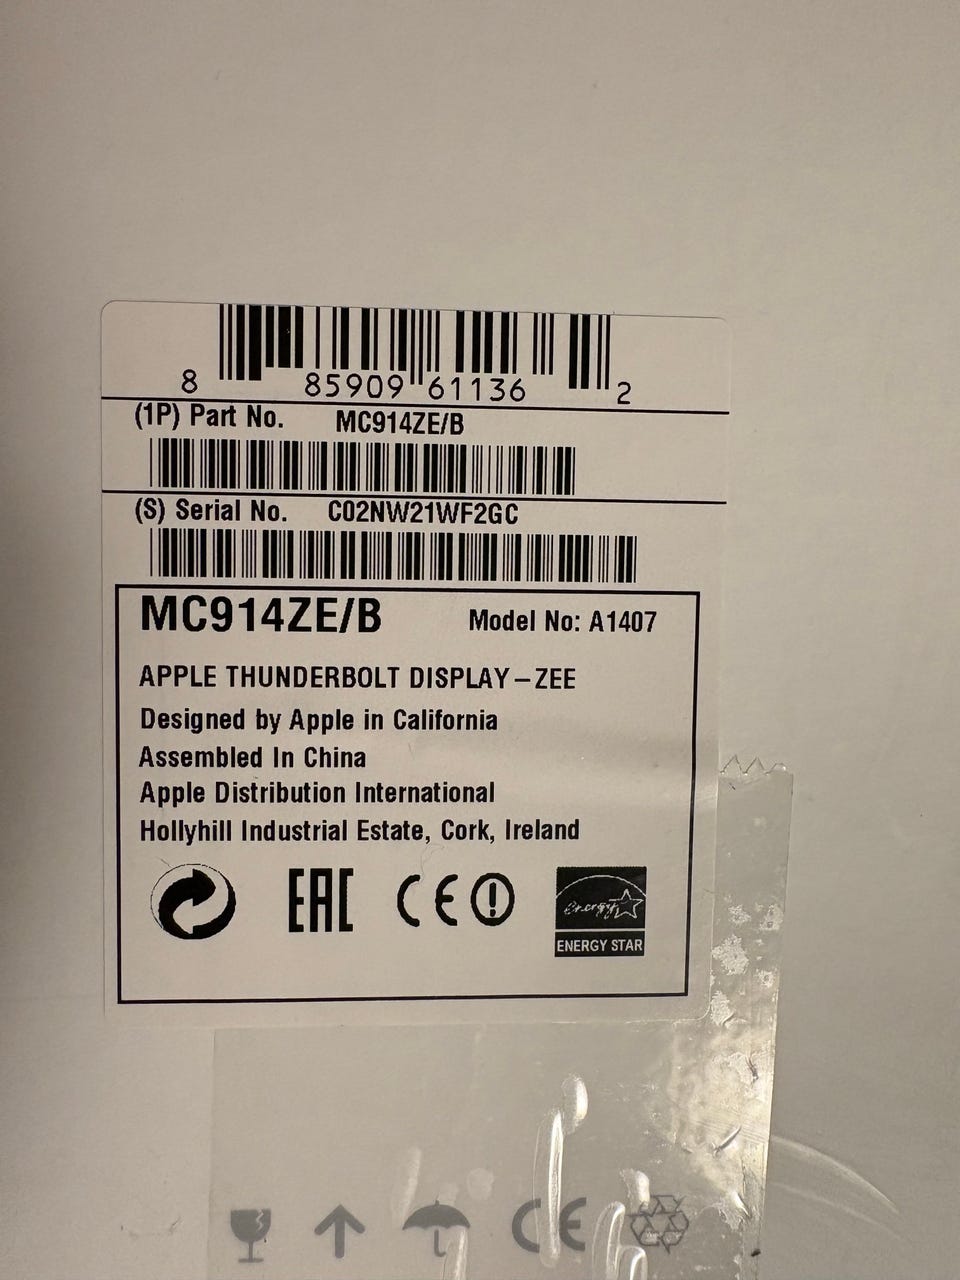 8 85909 61136 2
(1P) Part No. MC914ZE/B
(S) Serial No. C02NW21WF2GC
MC914ZE/B Model No: A1407
APPLE THUNDERBOLT DISPLAY-ZEE
Designed by Apple in California
Assembled In China
Apple Distribution International
Hollyhill Industrial Estate, Cork, Ireland
EAC CE
Energy
ENERGY STAR
CE